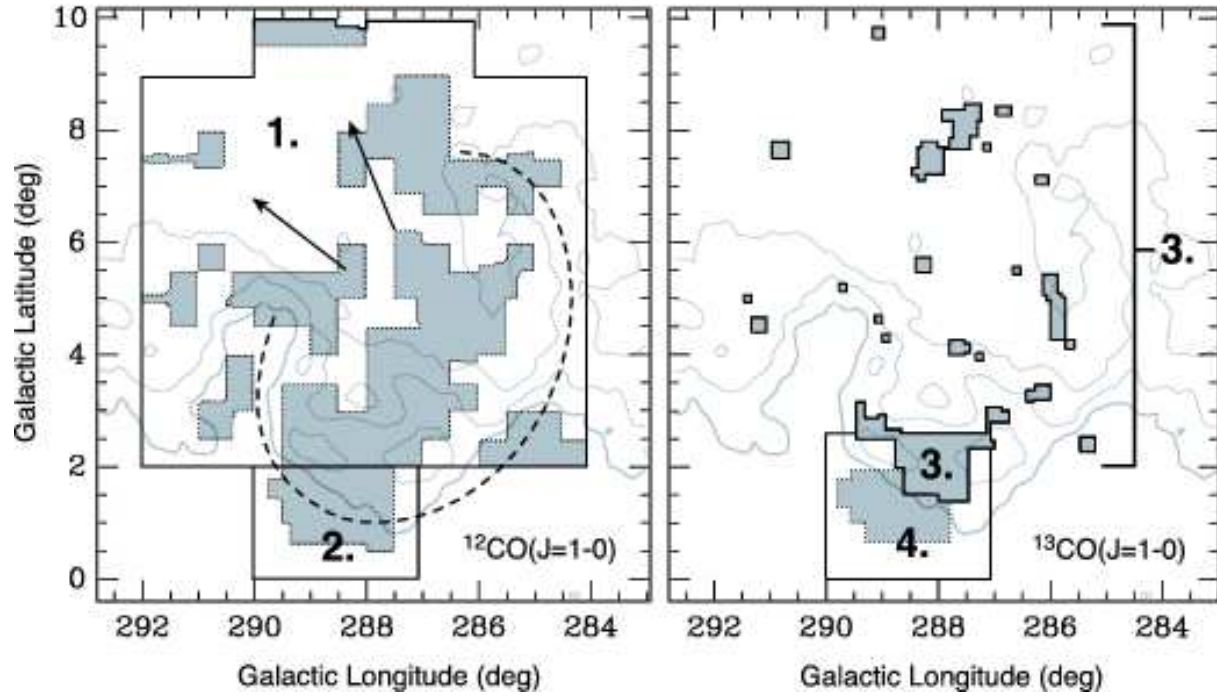 10
8
6
4
2
0
Galactic Latitude (deg)
1.
2.
¹²CO(J=1-0)
292 290 288 286 284
Galactic Longitude (deg)
3.
3.
4.
¹³CO(J=1-0)
292 290 288 286 284
Galactic Longitude (deg)